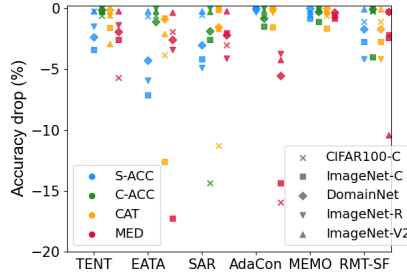 Accuracy drop (%)
0
−5
−10
−15
−20
S-ACC
C-ACC
CAT
MED
CIFAR100-C
ImageNet-C
DomainNet
ImageNet-R
ImageNet-V2
TENT EATA SAR AdaCon MEMO RMT-SF